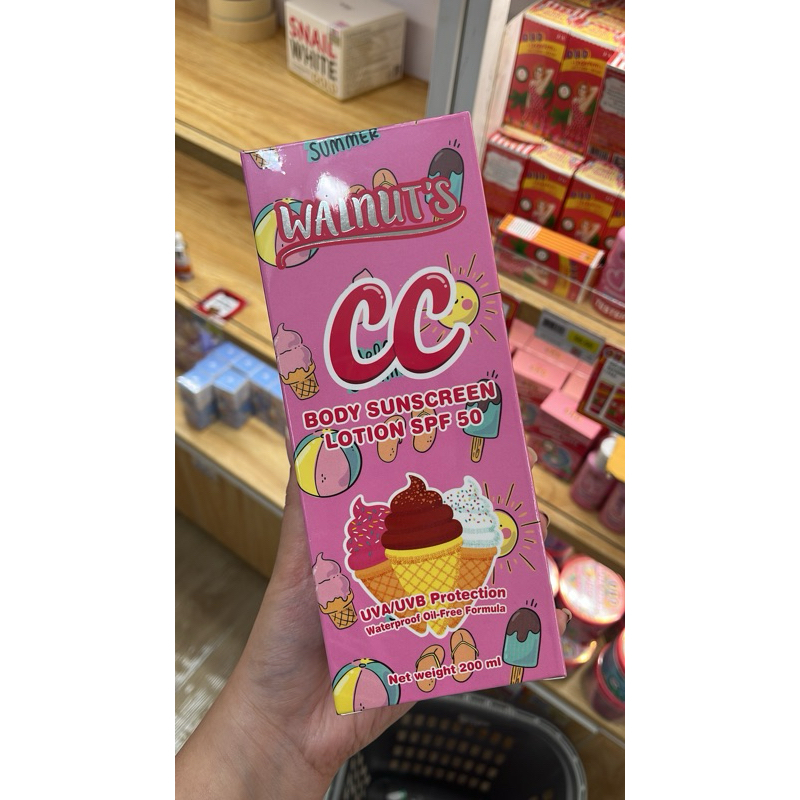 SNAIL
WHITE
SUMMER
WALNUT'S
CC
BODY SUNSCREEN
LOTION SPF 50
UVA/UVB Protection
Waterproof Oil-Free Formula
Net weight 200 ml